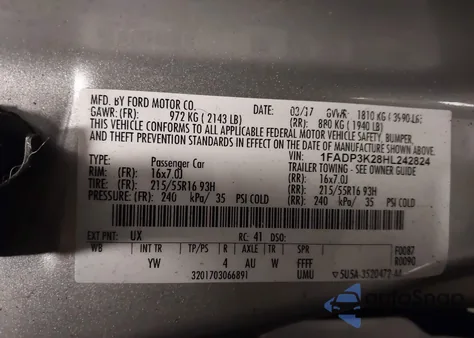 MFD. BY FORD MOTOR CO.
DATE: 03/17 GVWR: 1810 KG (3990 LB)
GAWR: (FR): 972 KG (2143 LB) (RR): 880 KG (1940 LB)
THIS VEHICLE CONFORMS TO ALL APPLICABLE FEDERAL MOTOR VEHICLE SAFETY, BUMPER,
AND THEFT PREVENTION STANDARDS IN EFFECT ON THE DATE OF MANUFACTURE SHOWN ABOVE.
VIN: 1FADP3K28HL242824
TYPE: Passenger Car TRAILER TOWING - SEE OWNER GUIDE
RIM: (FR): 16x7.0J (RR): 16x7.0J
TIRE: (FR): 215/55R16 93H (RR): 215/55R16 93H
PRESSURE: (FR): 240 kPa/ 35 PSI COLD (RR): 240 kPa/ 35 PSI COLD
EXT PNT: UX RC: 41 DSO:
WB INT TR TP/PS R AXLE TR SPR F0087
YW - 4 AU W FFFF R0090
320170306891 UMU 5U5A-3520472-AA
AutoSnap